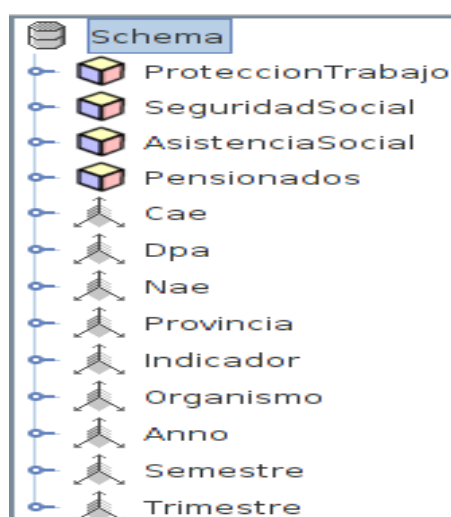 Schema
ProteccionTrabajo
SeguridadSocial
AsistenciaSocial
Pensionados
Cae
Dpa
Nae
Provincia
Indicador
Organismo
Anno
Semestre
Trimestre